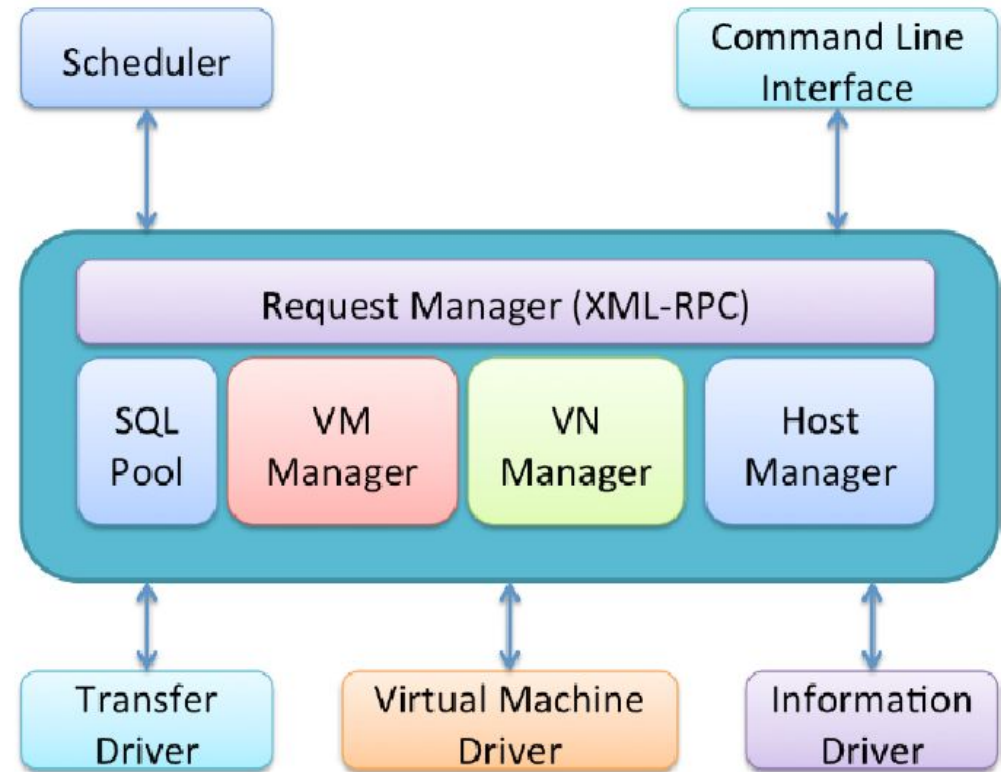 Scheduler
Command Line
Interface
Request Manager (XML-RPC)
SQL
Pool
VM
Manager
VN
Manager
Host
Manager
Transfer
Driver
Virtual Machine
Driver
Information
Driver